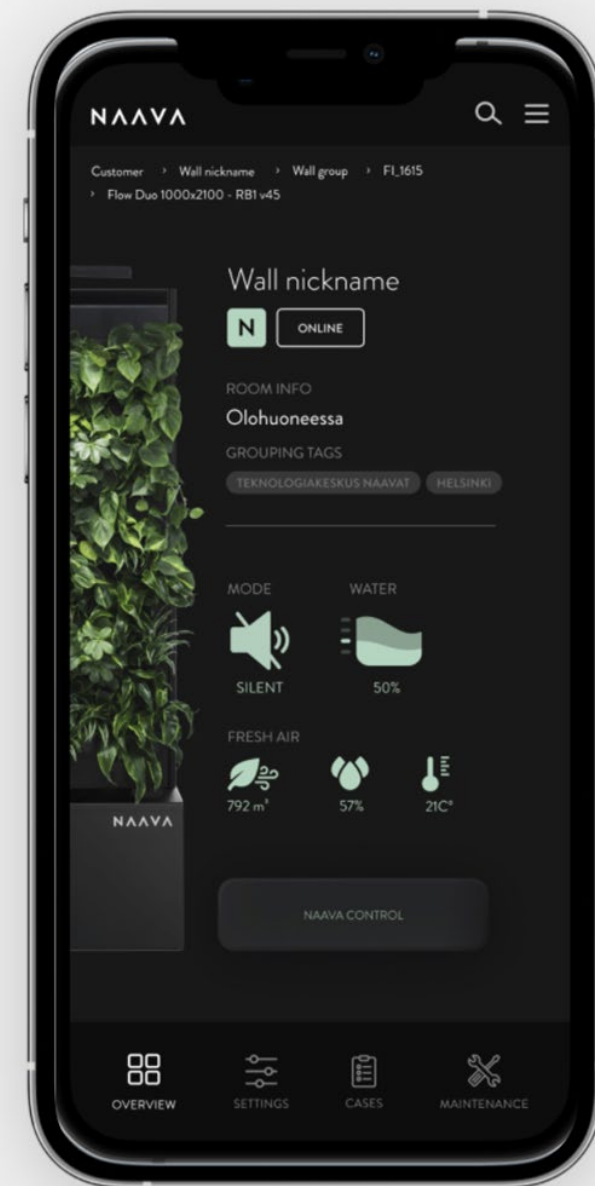 NAAVA
Customer > Wall nickname > Wall group > FI_1615
> Flow Duo 1000x2100 - RB1 v45
Wall nickname
N ONLINE
ROOM INFO
Olohuoneessa
GROUPING TAGS
TEKNOLOGIAKESKUS NAAVAT HELSINKI
MODE WATER
SILENT 50%
FRESH AIR
792 m³ 57% 21C°
NAAVA
NAAVA CONTROL
OVERVIEW SETTINGS CASES MAINTENANCE